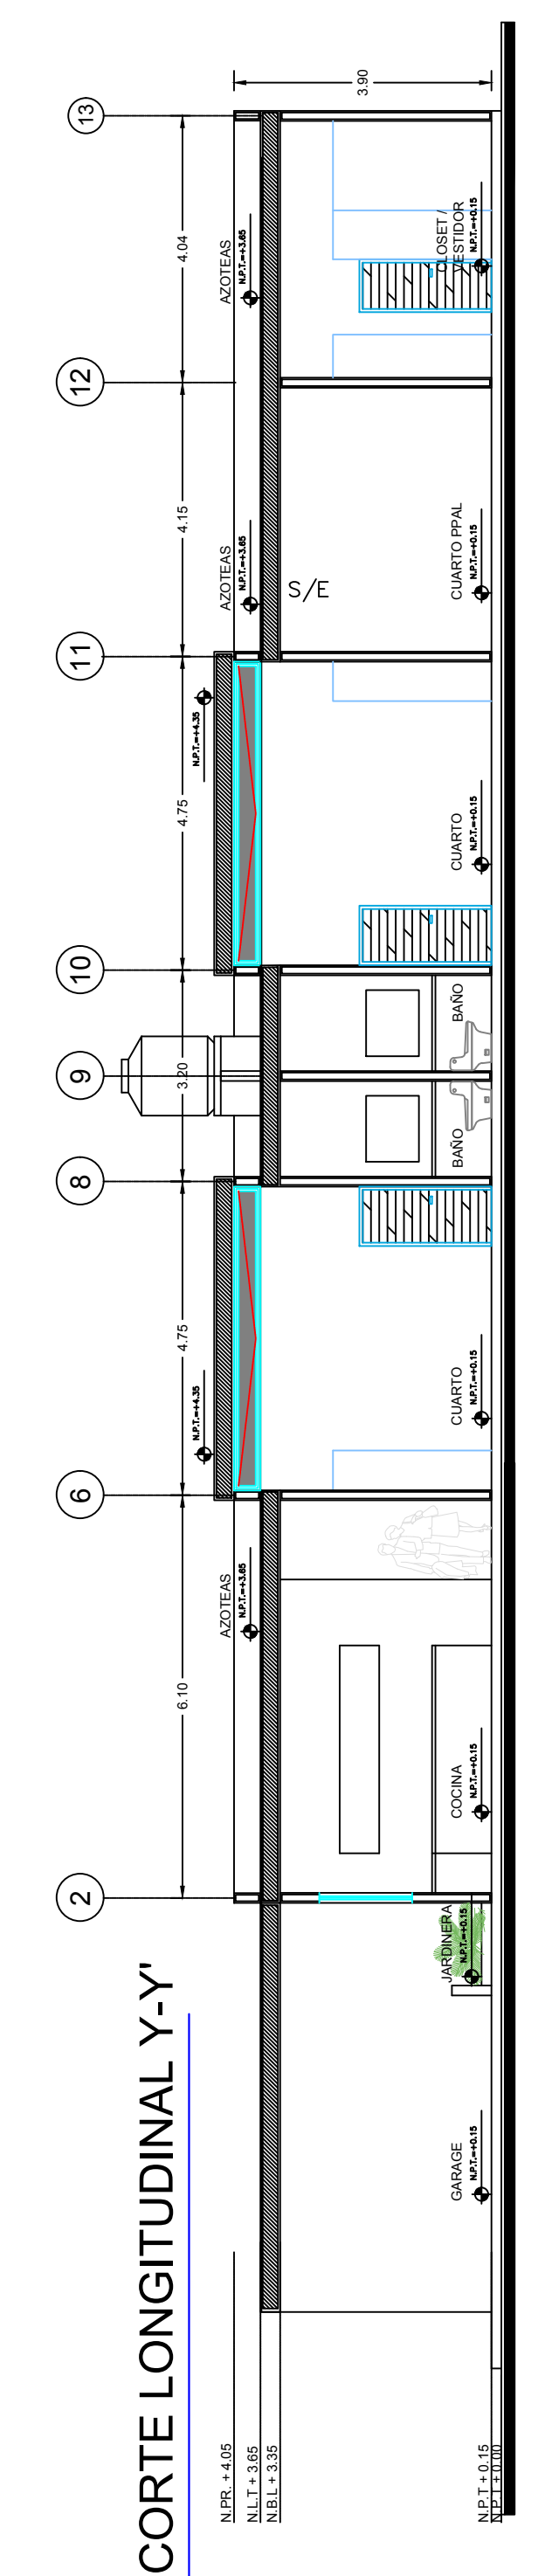 CORTE LONGITUDINAL Y-Y'
2
6
8
9
10
11
12
13
6.10
4.75
3.20
4.75
4.15
4.04
3.90
N.PR. + 4.05
N.L.T + 3.65
N.B.L + 3.35
N.P.T + 0.15
N.P.T + 0.00
N.P.T.=+4.35
N.P.T.=+4.35
AZOTEAS
N.P.T.=+3.65
AZOTEAS
N.P.T.=+3.65
AZOTEAS
N.P.T.=+3.65
S/E
GARAGE
N.P.T.=+0.15
JARDINERA
N.P.T.=+0.15
COCINA
N.P.T.=+0.15
CUARTO
N.P.T.=+0.15
BAÑO
BAÑO
CUARTO
N.P.T.=+0.15
CUARTO PPAL
N.P.T.=+0.15
CLOSET /
VESTIDOR
N.P.T.=+0.15